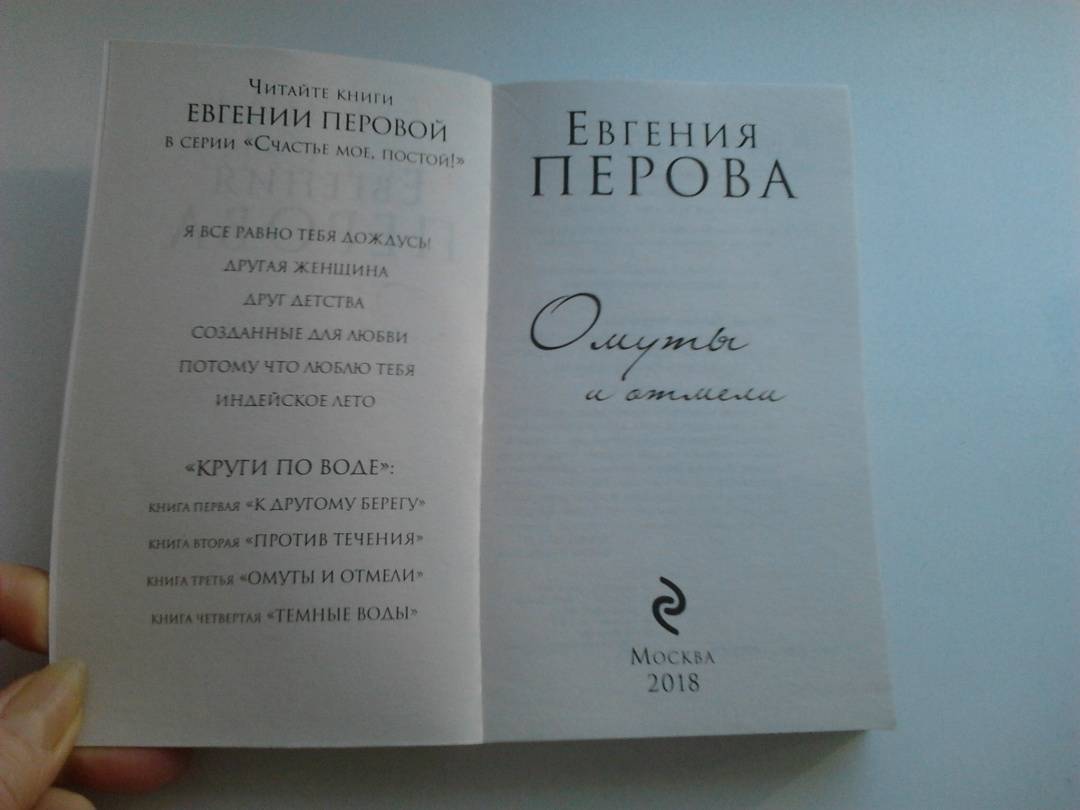 Читайте книги
ЕВГЕНИИ ПЕРОВОЙ
в серии «Счастье мое, постой!»
Я ВСЕ РАВНО ТЕБЯ ДОЖДУСЬ!
ДРУГАЯ ЖЕНЩИНА
ДРУГ ДЕТСТВА
СОЗДАННЫЕ ДЛЯ ЛЮБВИ
ПОТОМУ ЧТО ЛЮБЛЮ ТЕБЯ
ИНДЕЙСКОЕ ЛЕТО
«КРУГИ ПО ВОДЕ»:
КНИГА ПЕРВАЯ «К ДРУГОМУ БЕРЕГУ»
КНИГА ВТОРАЯ «ПРОТИВ ТЕЧЕНИЯ»
КНИГА ТРЕТЬЯ «ОМУТЫ И ОТМЕЛИ»
КНИГА ЧЕТВЕРТАЯ «ТЕМНЫЕ ВОДЫ»
Евгения
ПЕРОВА
Омуты
и отмели
Москва
2018